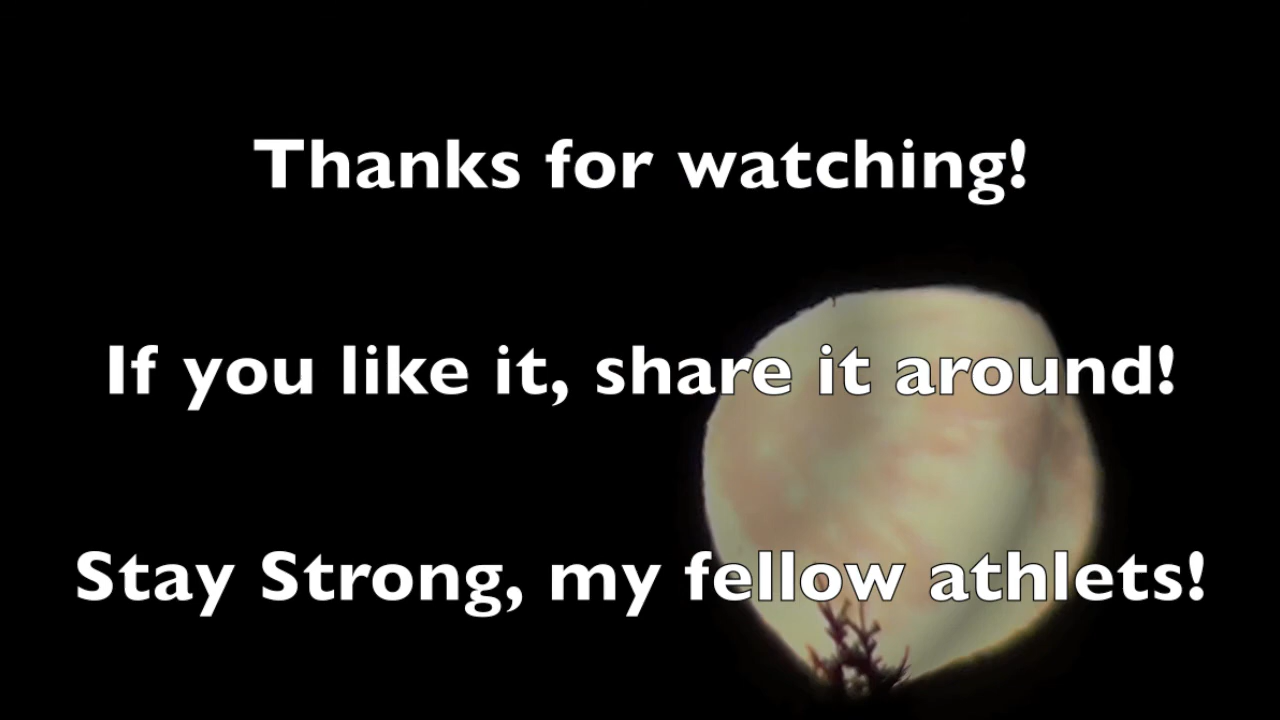 Thanks for watching!
If you like it, share it around!
Stay Strong, my fellow athlets!